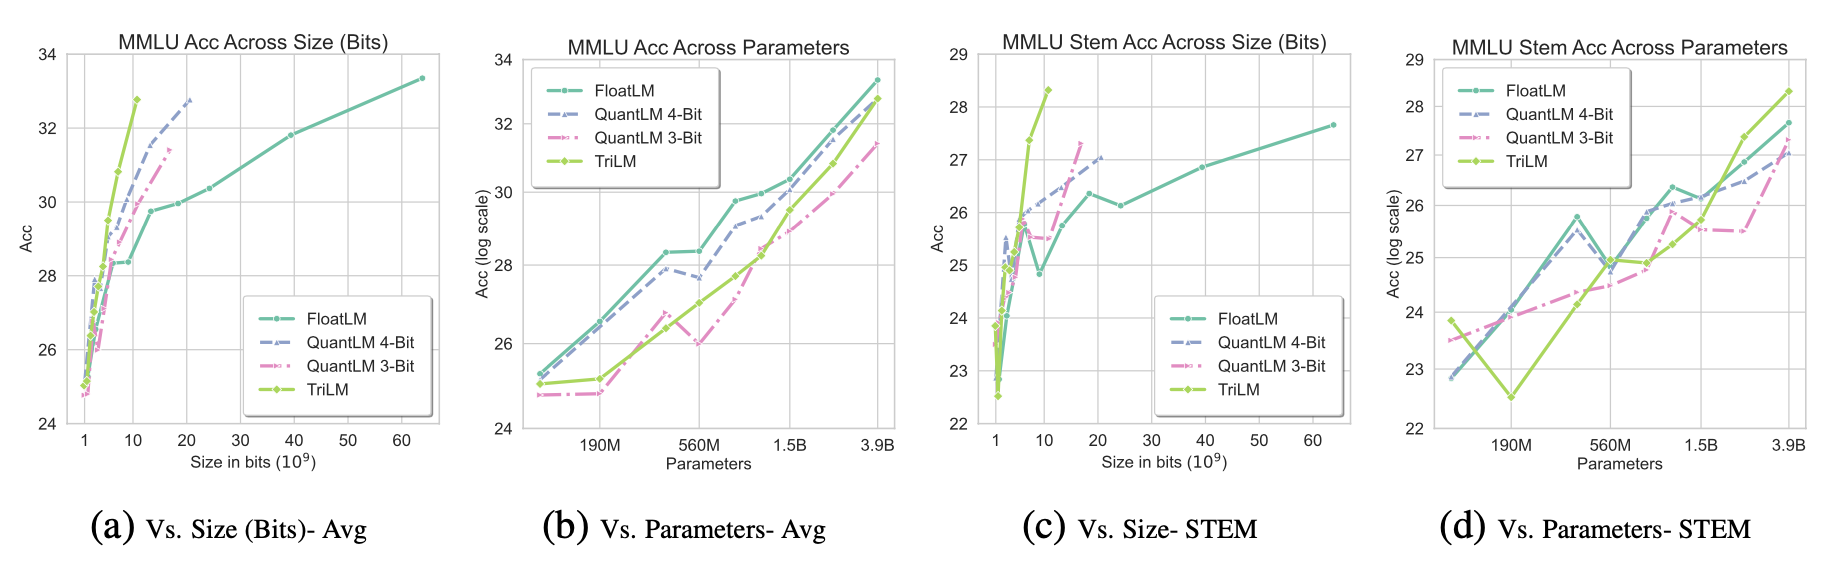 MMLU Acc Across Size (Bits)
34
32
30
28
26
24
Acc
FloatLM
QuantLM 4-Bit
QuantLM 3-Bit
TriLM
1 10 20 30 40 50 60
Size in bits (10⁹)
(a) Vs. Size (Bits)- Avg
MMLU Acc Across Parameters
34
32
30
28
26
24
Acc (log scale)
FloatLM
QuantLM 4-Bit
QuantLM 3-Bit
TriLM
190M 560M 1.5B 3.9B
Parameters
(b) Vs. Parameters- Avg
MMLU Stem Acc Across Size (Bits)
29
28
27
26
25
24
23
22
Acc
FloatLM
QuantLM 4-Bit
QuantLM 3-Bit
TriLM
1 10 20 30 40 50 60
Size in bits (10⁹)
(c) Vs. Size- STEM
MMLU Stem Acc Across Parameters
29
28
27
26
25
24
23
22
Acc (log scale)
FloatLM
QuantLM 4-Bit
QuantLM 3-Bit
TriLM
190M 560M 1.5B 3.9B
Parameters
(d) Vs. Parameters- STEM